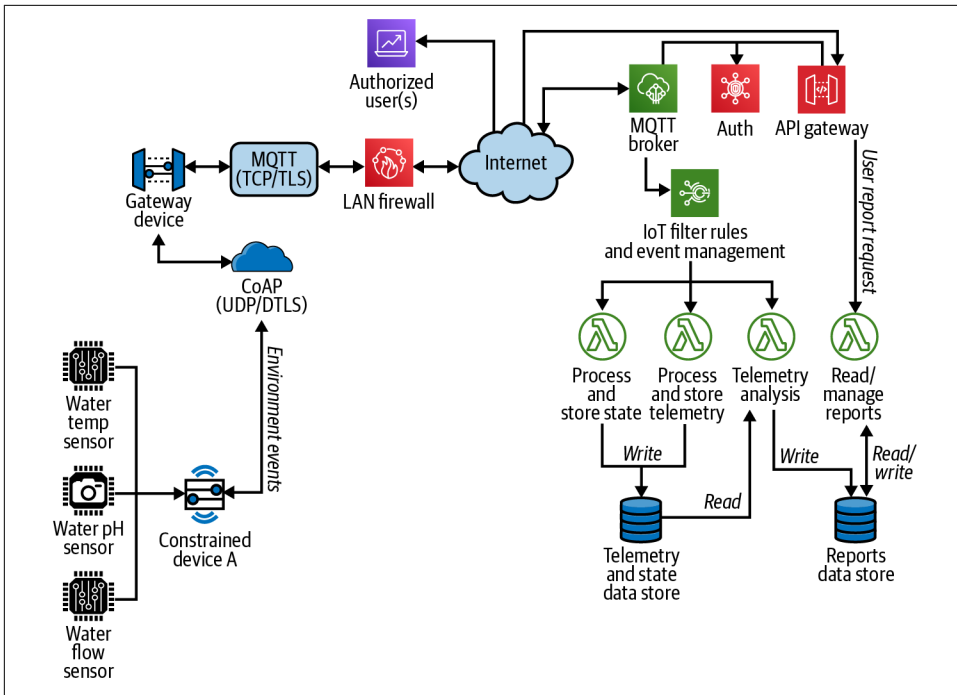 Authorized
user(s)
MQTT
broker
Auth
API gateway
Internet
MQTT
(TCP/TLS)
LAN firewall
Gateway
device
IoT filter rules
and event management
User report request
CoAP
(UDP/DTLS)
Environment events
Process
and
store state
Process
and store
telemetry
Telemetry
analysis
Read/
manage
reports
Water
temp
sensor
Write
Write
Read/
write
Read
Water pH
sensor
Constrained
device A
Telemetry
and state
data store
Reports
data store
Water
flow
sensor